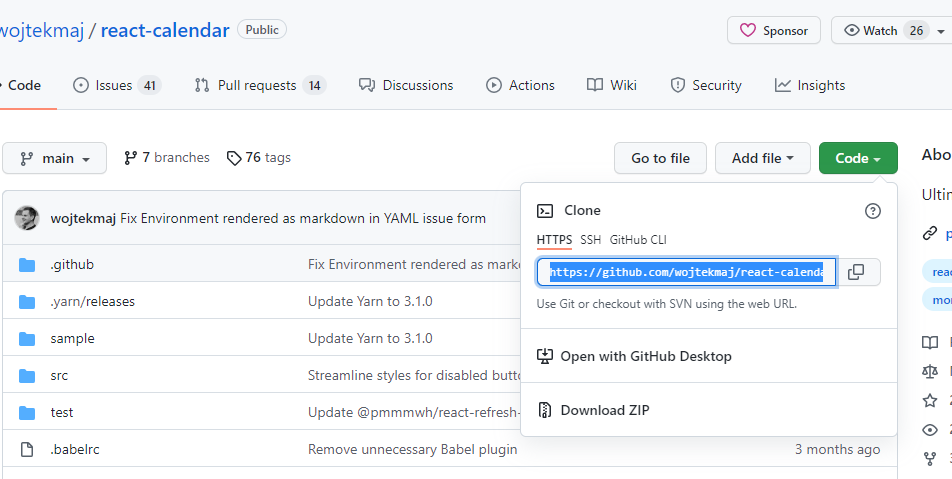 wojtekmaj / react-calendar Public
Sponsor
Watch 26
Code
Issues 41
Pull requests 14
Discussions
Actions
Wiki
Security
Insights
main
7 branches
76 tags
Go to file
Add file
Code
wojtekmaj Fix Environment rendered as markdown in YAML issue form
.github
Fix Environment rendered as
.yarn/releases
Update Yarn to 3.1.0
sample
Update Yarn to 3.1.0
src
Streamline styles for disabled
test
Update @pmmmwh/react-refresh-
.babelrc
Remove unnecessary Babel plugin
3 months ago
Clone
HTTPS SSH GitHub CLI
https://github.com/wojtekmaj/react-calenda
Use Git or checkout with SVN using the web URL.
Open with GitHub Desktop
Download ZIP